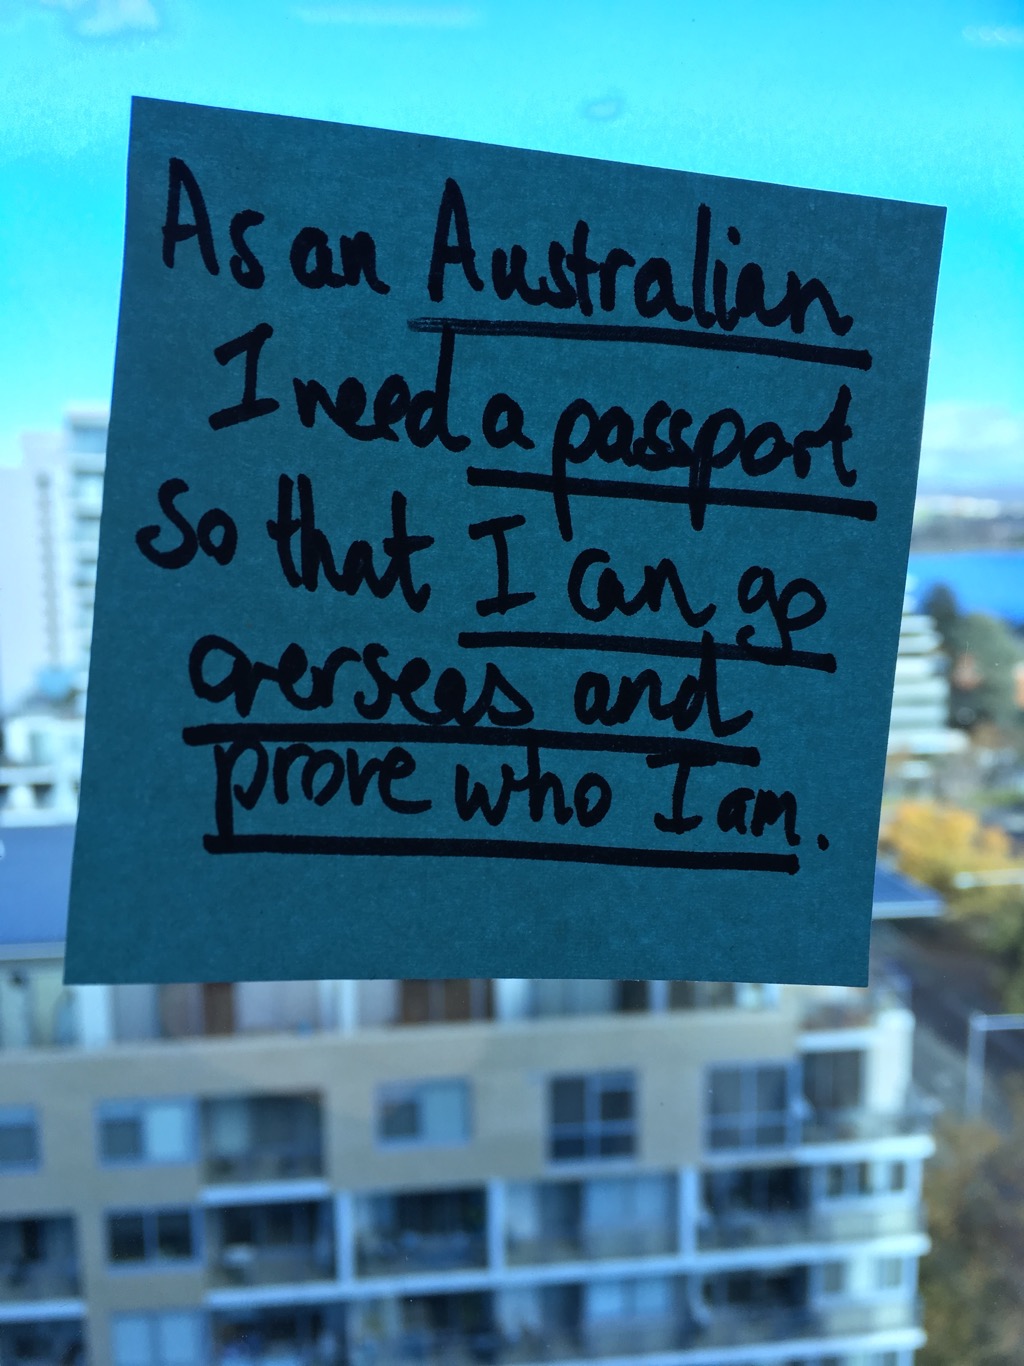 As an Australian
I need a passport
so that I can go
overseas and
prove who I am.